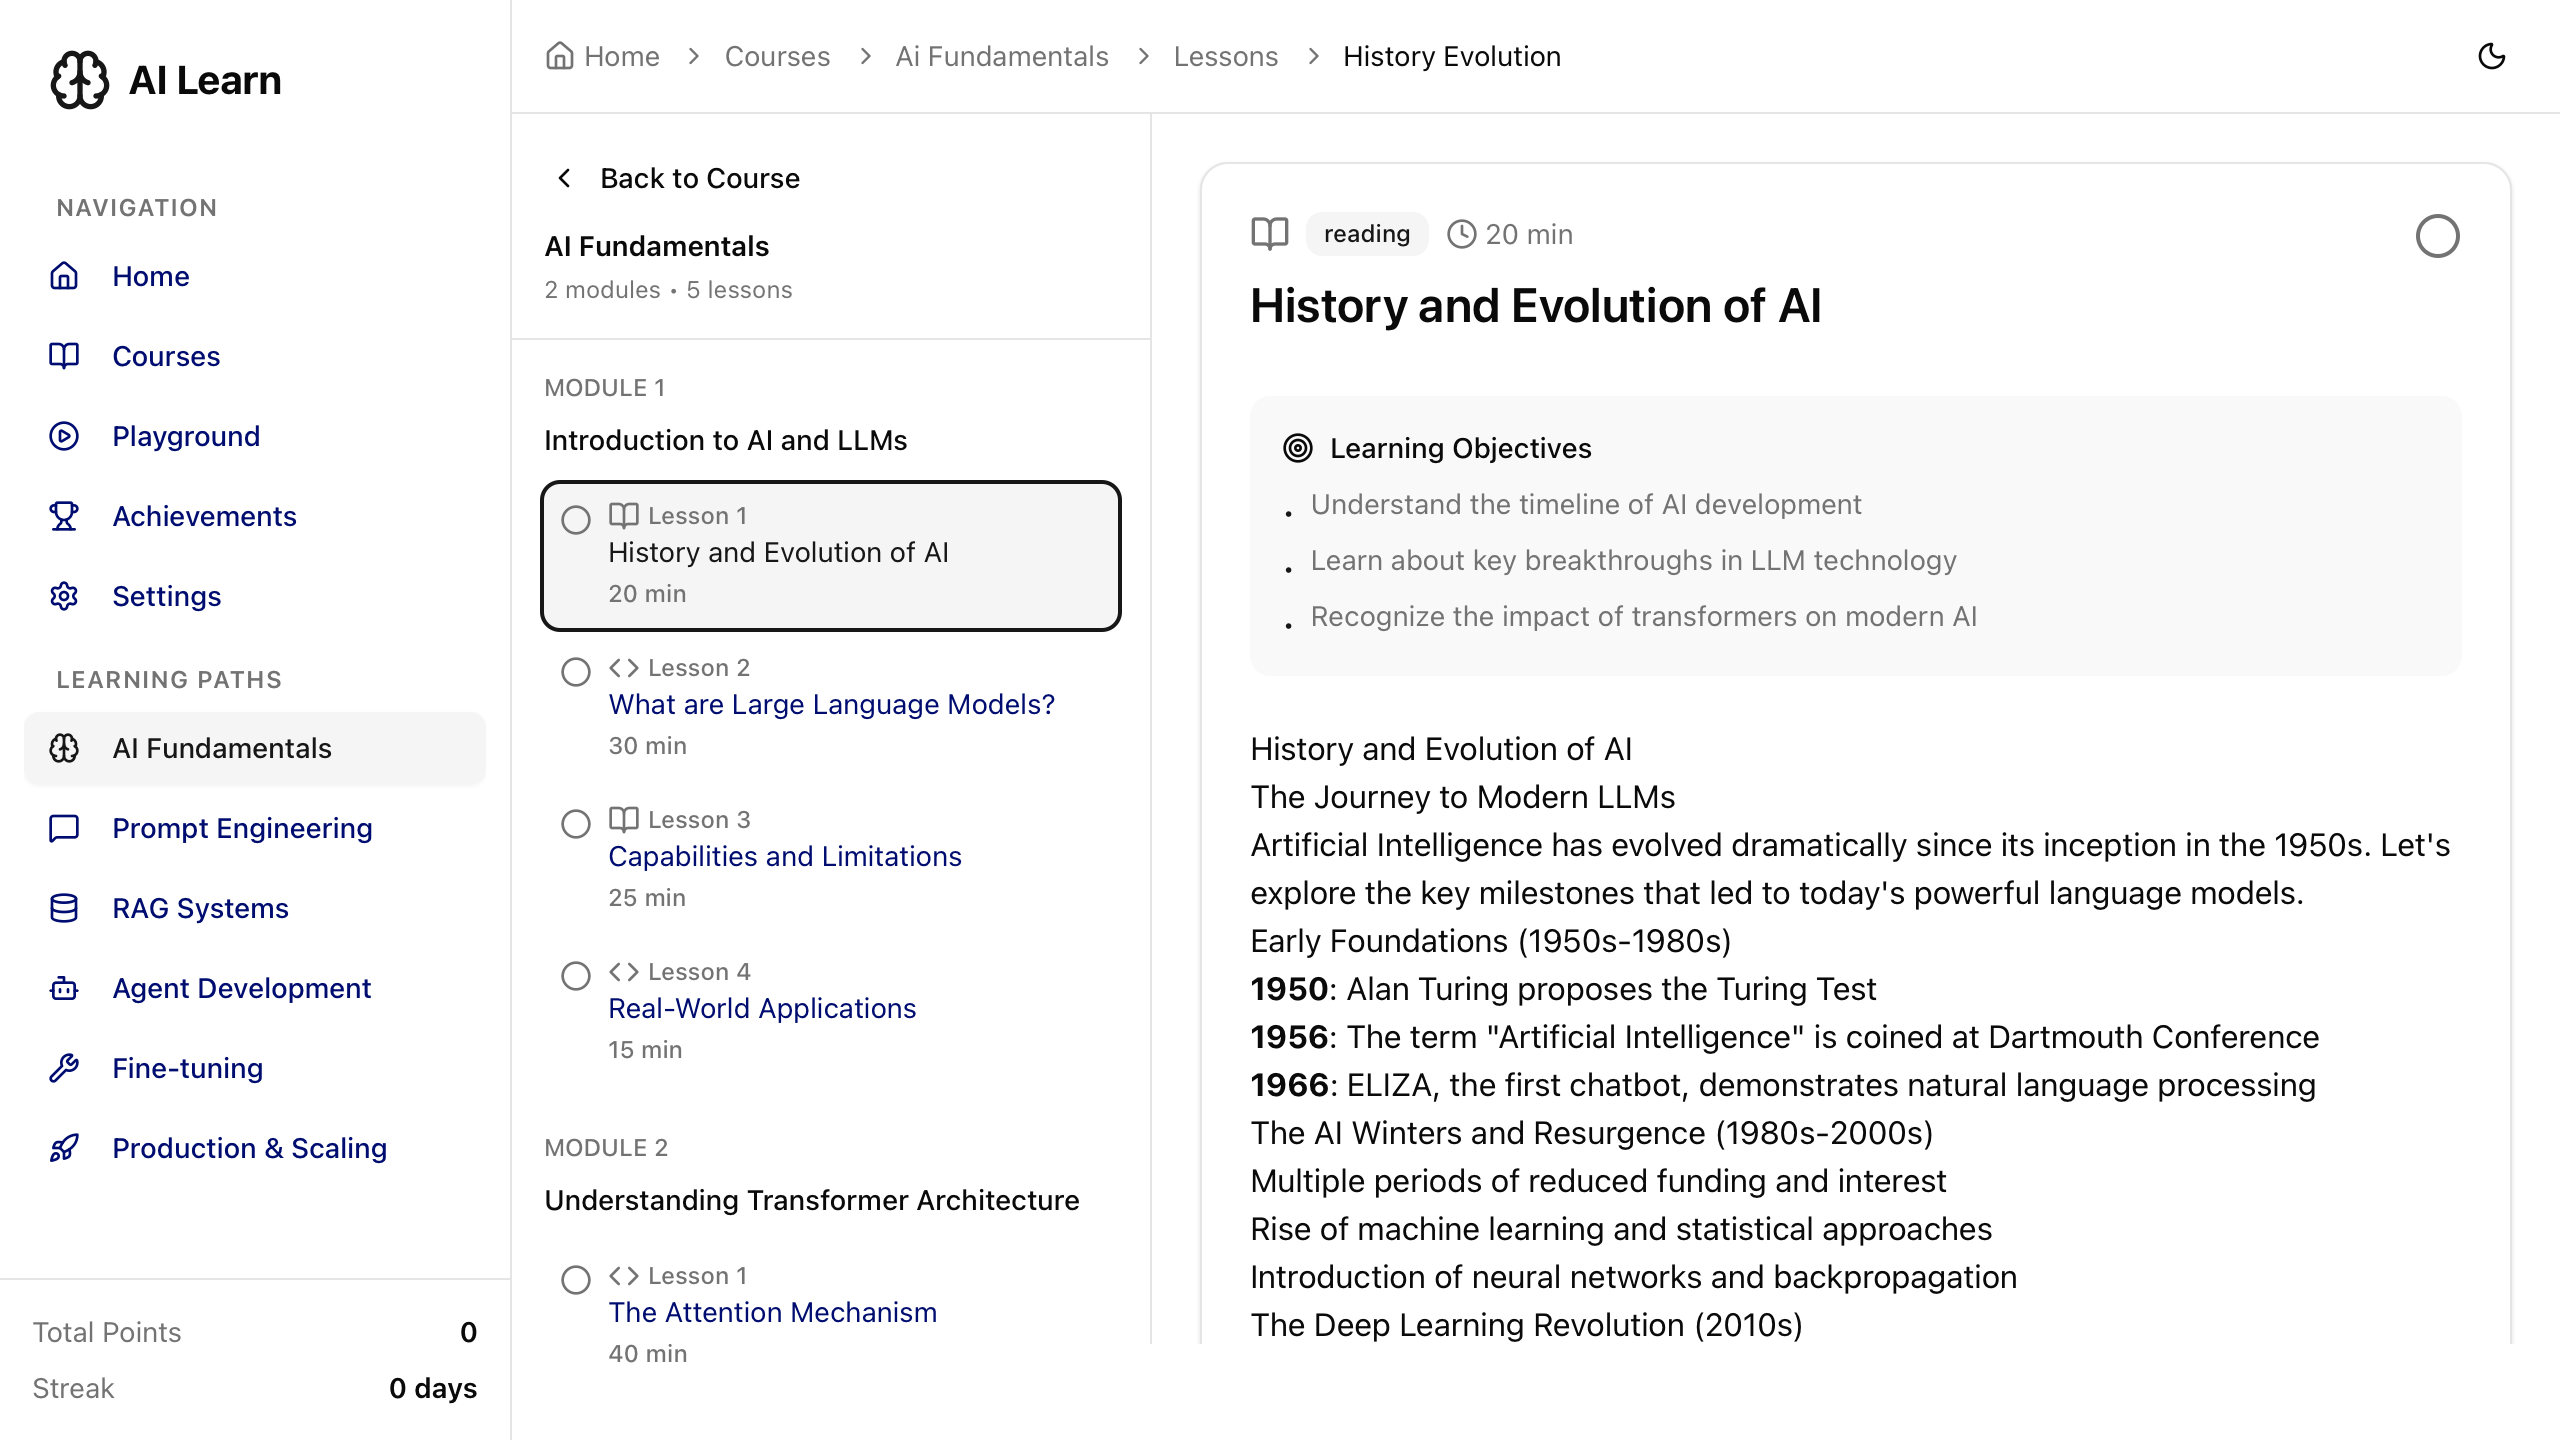 AI Learn
NAVIGATION
Home
Courses
Playground
Achievements
Settings
LEARNING PATHS
AI Fundamentals
Prompt Engineering
RAG Systems
Agent Development
Fine-tuning
Production & Scaling
Total Points 0
Streak 0 days
Home > Courses > Ai Fundamentals > Lessons > History Evolution
Back to Course
AI Fundamentals
2 modules • 5 lessons
MODULE 1
Introduction to AI and LLMs
Lesson 1
History and Evolution of AI
20 min
Lesson 2
What are Large Language Models?
30 min
Lesson 3
Capabilities and Limitations
25 min
Lesson 4
Real-World Applications
15 min
MODULE 2
Understanding Transformer Architecture
Lesson 1
The Attention Mechanism
40 min
reading 20 min
History and Evolution of AI
Learning Objectives
• Understand the timeline of AI development
• Learn about key breakthroughs in LLM technology
• Recognize the impact of transformers on modern AI
History and Evolution of AI
The Journey to Modern LLMs
Artificial Intelligence has evolved dramatically since its inception in the 1950s. Let's
explore the key milestones that led to today's powerful language models.
Early Foundations (1950s-1980s)
1950: Alan Turing proposes the Turing Test
1956: The term "Artificial Intelligence" is coined at Dartmouth Conference
1966: ELIZA, the first chatbot, demonstrates natural language processing
The AI Winters and Resurgence (1980s-2000s)
Multiple periods of reduced funding and interest
Rise of machine learning and statistical approaches
Introduction of neural networks and backpropagation
The Deep Learning Revolution (2010s)